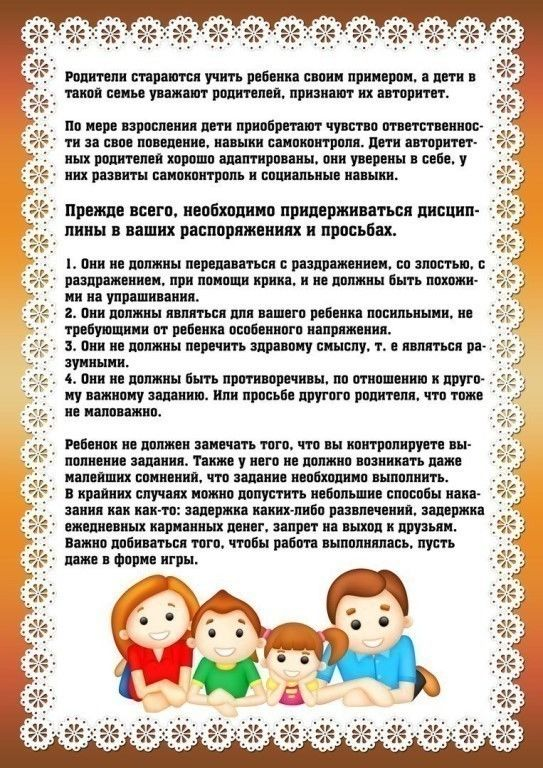 Родители стараются учить ребенка своим примером, а дети в
такой семье уважают родителей, признают их авторитет.
По мере взросления дети приобретают чувство ответственнос-
ти за свое поведение, навыки самоконтроля. Дети авторитет-
ных родителей хорошо адаптированы, они уверены в себе, у
них развиты самоконтроль и социальные навыки.
Прежде всего, необходимо придерживаться дисцип-
лины в ваших распоряжениях и просьбах.
1. Они не должны передаваться с раздражением, со злостью, с
раздражением, при помощи крика, и не должны быть похожи-
ми на упрашивания.
2. Они должны являться для вашего ребенка посильными, не
требующими от ребенка особенного напряжения.
3. Они не должны перечить здравому смыслу, т. е являться ра-
зумными.
4. Они не должны быть противоречивы, по отношению к друго-
му важному заданию. Или просьбе другого родителя, что тоже
не маловажно.
Ребенок не должен замечать того, что вы контролируете вы-
полнение задания. Также у него не должно возникать даже
малейших сомнений, что задание необходимо выполнить.
В крайних случаях можно допустить небольшие способы нака-
зания как как-то: задержка каких-либо развлечений, задержка
ежедневных карманных денег, запрет на выход к друзьям.
Важно добиваться того, чтобы работа выполнялась, пусть
даже в форме игры.